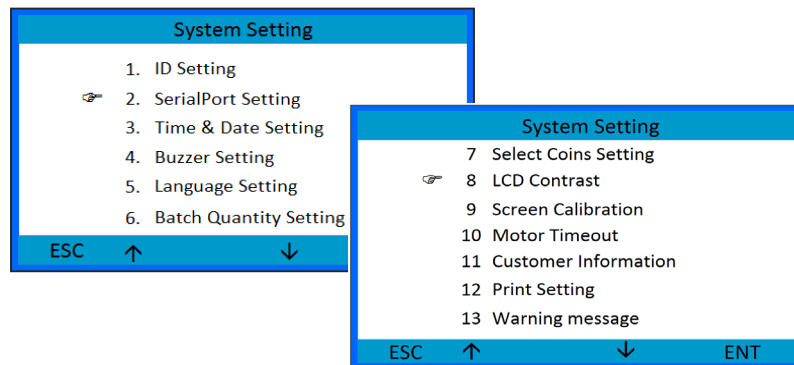 System Setting
1. ID Setting
☞ 2. SerialPort Setting
3. Time & Date Setting
4. Buzzer Setting
5. Language Setting
6. Batch Quantity Setting
ESC ↑ ↓
System Setting
7 Select Coins Setting
☞ 8 LCD Contrast
9 Screen Calibration
10 Motor Timeout
11 Customer Information
12 Print Setting
13 Warning message
ESC ↑ ↓ ENT